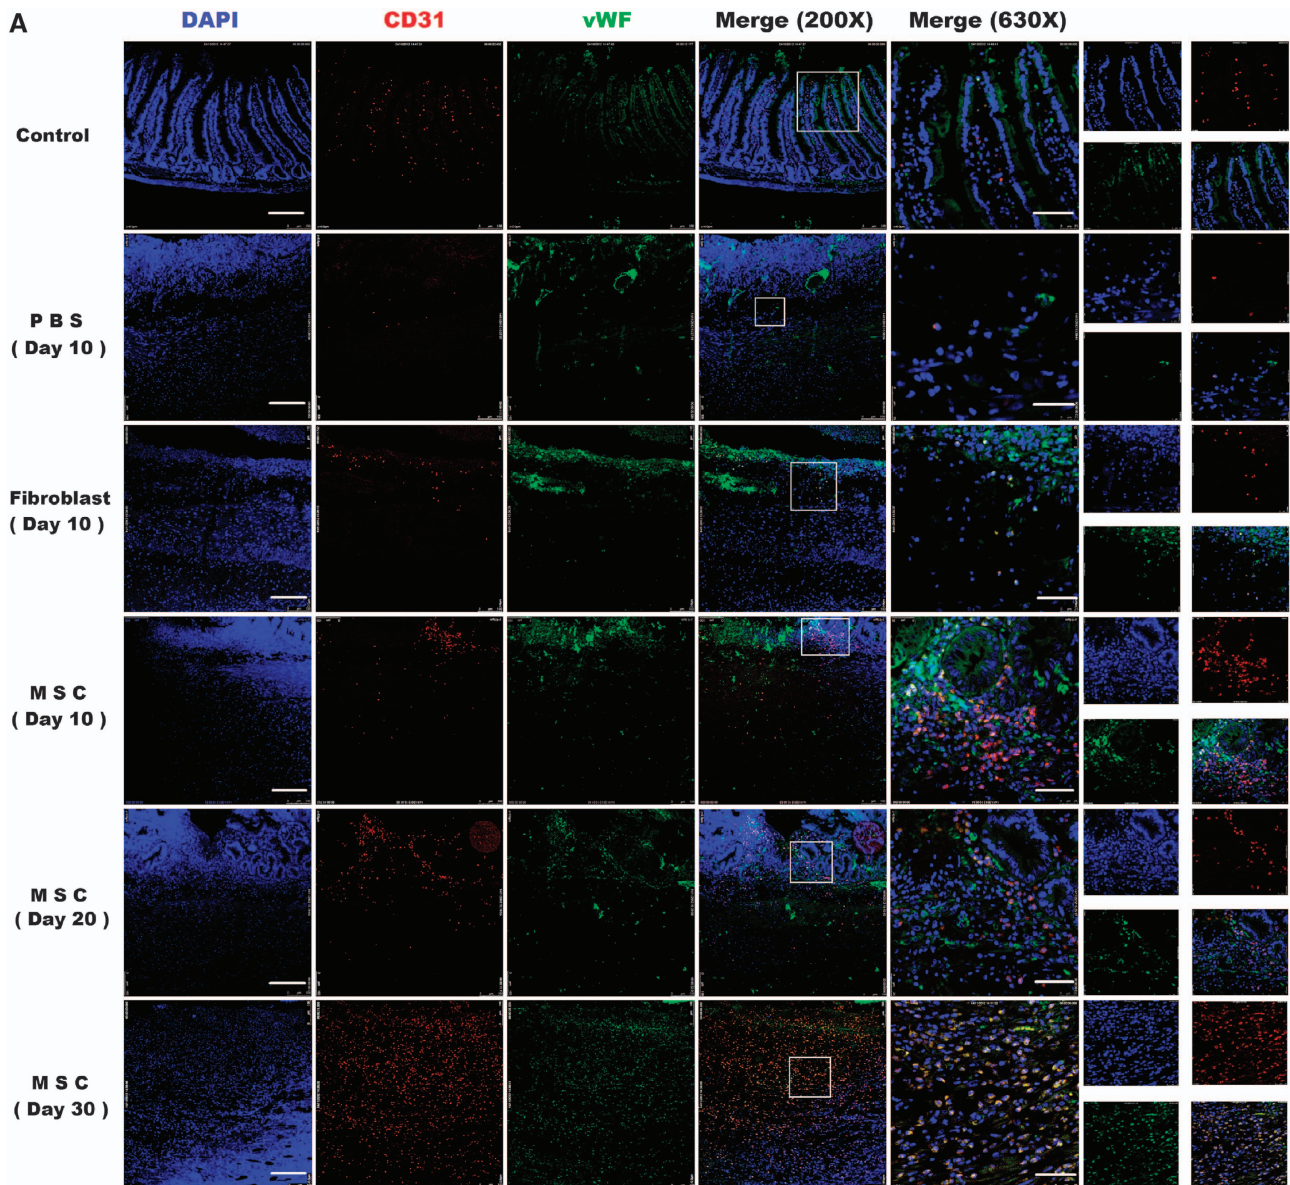 A
DAPI CD31 vWF Merge (200X) Merge (630X)
Control
P B S
( Day 10 )
Fibroblast
( Day 10 )
M S C
( Day 10 )
M S C
( Day 20 )
M S C
( Day 30 )